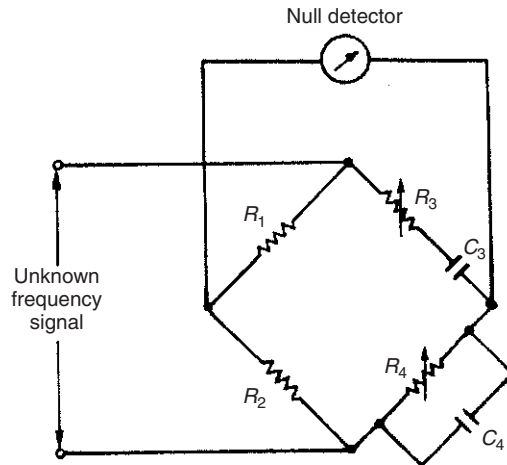 Null detector
R1
R3
C3
Unknown
frequency
signal
R2
R4
C4